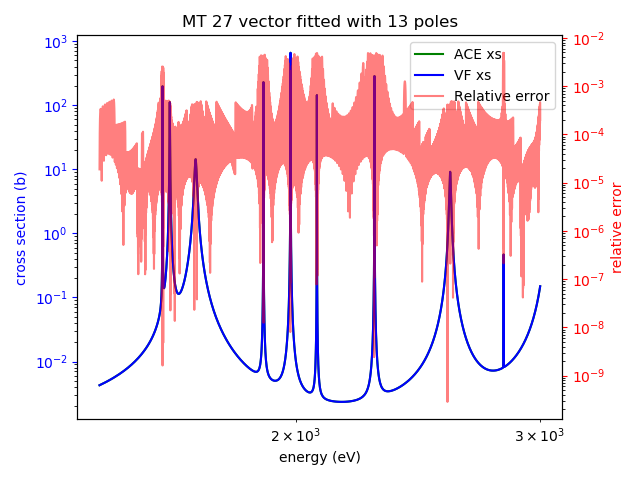 MT 27 vector fitted with 13 poles
10³
10²
10¹
10⁰
10⁻¹
10⁻²
cross section (b)
ACE xs
VF xs
Relative error
10⁻²
10⁻³
10⁻⁴
10⁻⁵
10⁻⁶
10⁻⁷
10⁻⁸
10⁻⁹
relative error
2 × 10³
3 × 10³
energy (eV)